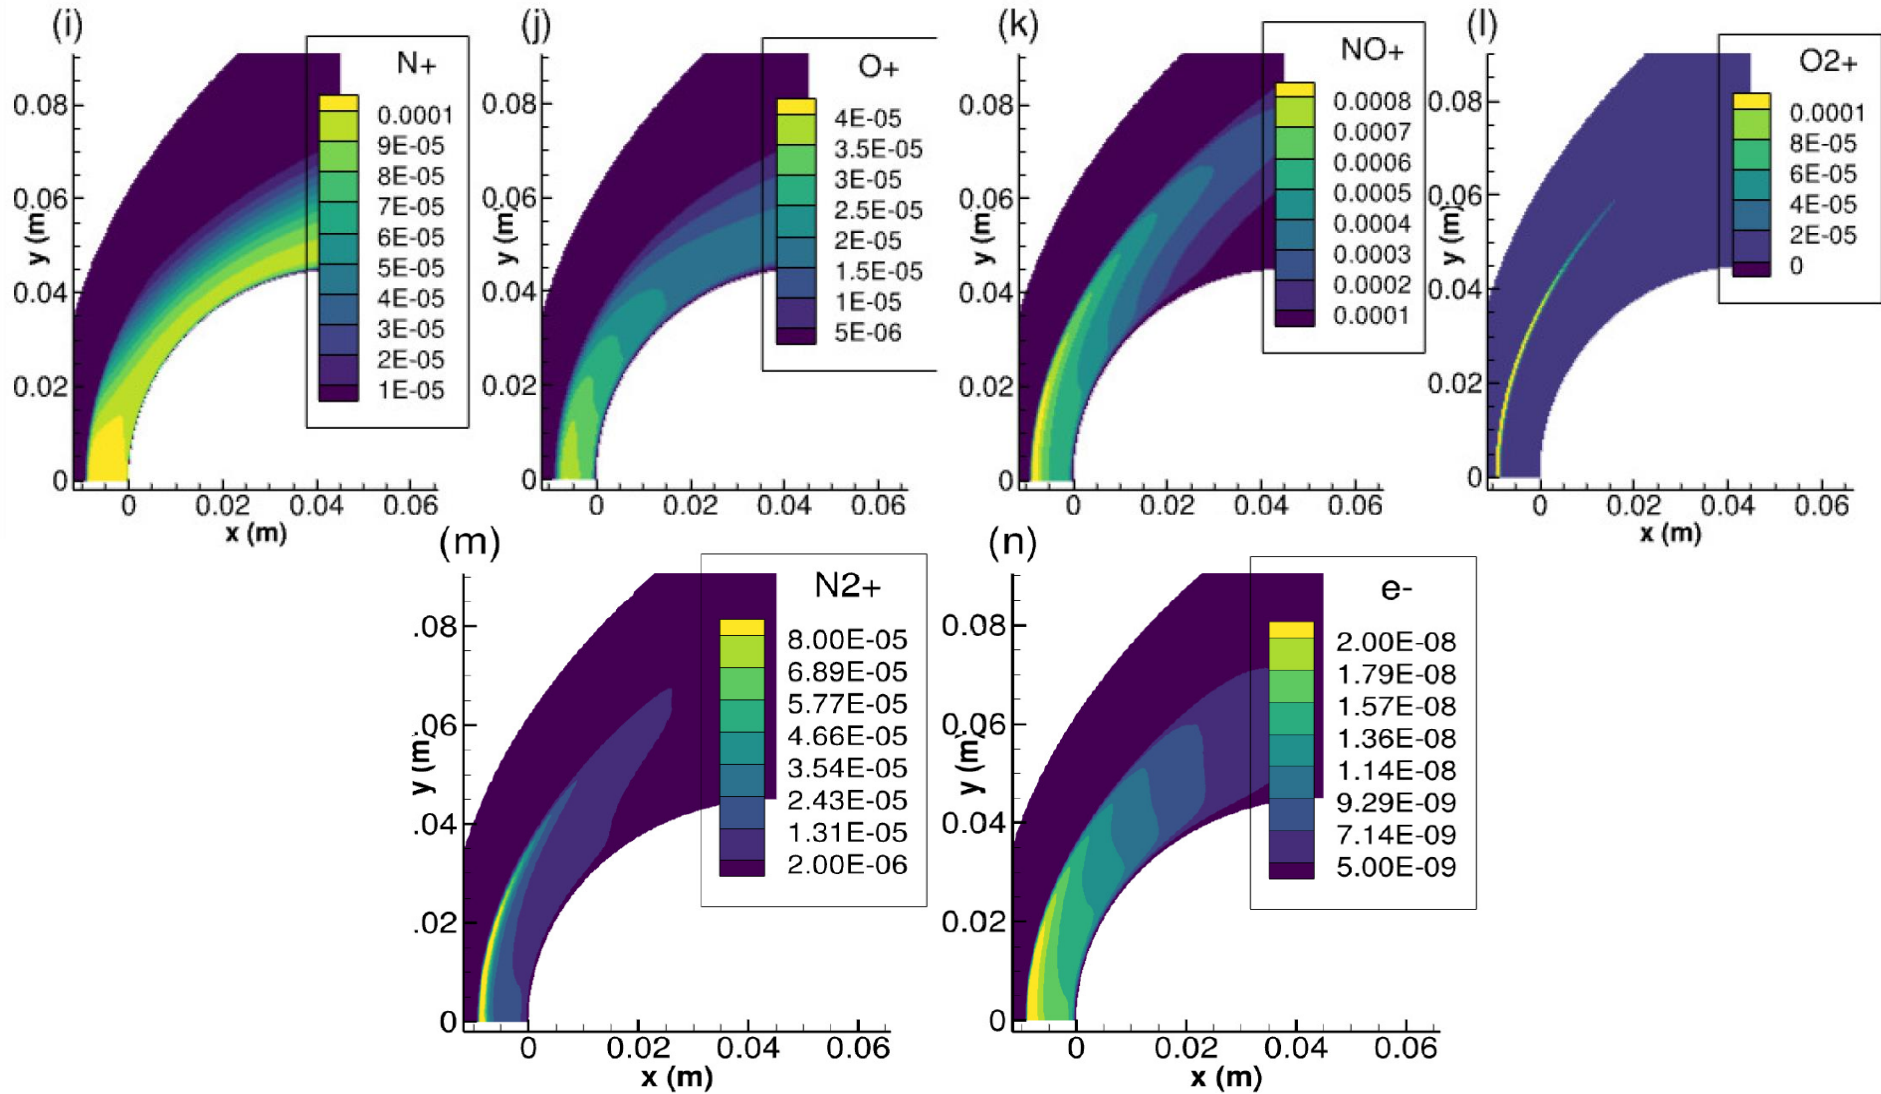 (i)
N+
0.0001
9E-05
8E-05
7E-05
6E-05
5E-05
4E-05
3E-05
2E-05
1E-05
0.08
0.06
0.04
0.02
0
y (m)
0 0.02 0.04 0.06
x (m)
(j)
O+
4E-05
3.5E-05
3E-05
2.5E-05
2E-05
1.5E-05
1E-05
5E-06
0.08
0.06
0.04
0.02
0
y (m)
0 0.02 0.04 0.06
(k)
NO+
0.0008
0.0007
0.0006
0.0005
0.0004
0.0003
0.0002
0.0001
0.08
0.06
0.04
0.02
0
y (m)
0 0.02 0.04 0.06
(l)
O2+
0.0001
8E-05
6E-05
4E-05
2E-05
0
0.08
0.06
0.04
0.02
0
y (m)
0 0.02 0.04 0.06
x (m)
(m)
N2+
8.00E-05
6.89E-05
5.77E-05
4.66E-05
3.54E-05
2.43E-05
1.31E-05
2.00E-06
.08
.06
.04
.02
0
y (m)
0 0.02 0.04 0.06
x (m)
(n)
e-
2.00E-08
1.79E-08
1.57E-08
1.36E-08
1.14E-08
9.29E-09
7.14E-09
5.00E-09
0.08
0.06
0.04
0.02
0
y (m)
0 0.02 0.04 0.06
x (m)